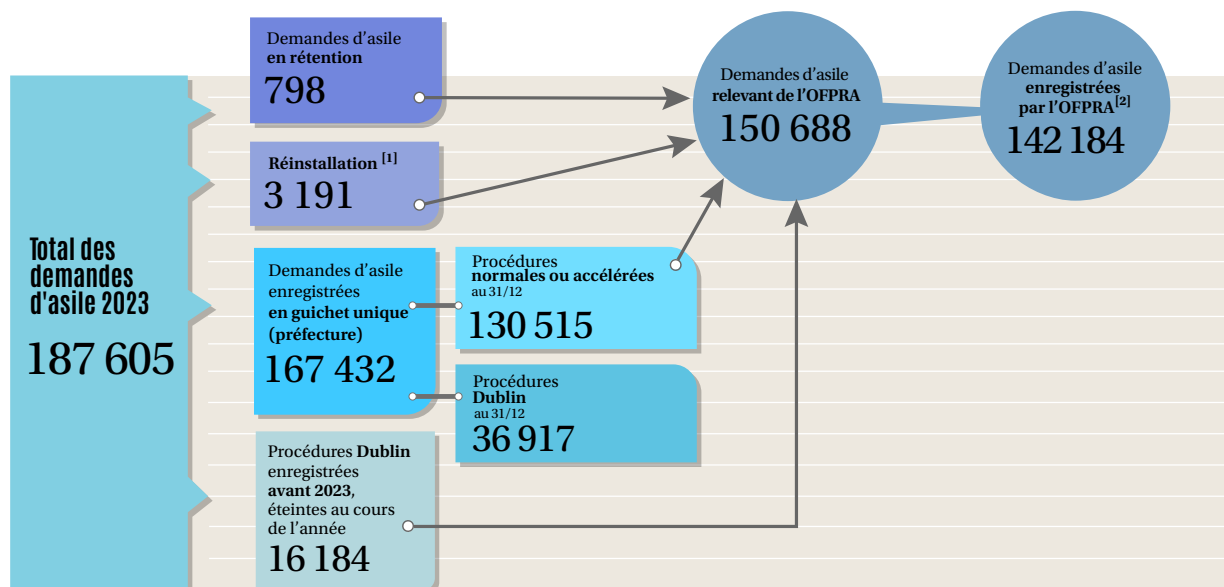 Total des
demandes
d'asile 2023
187 605
Demandes d'asile
en rétention
798
Réinstallation [1]
3 191
Demandes d'asile
enregistrées
en guichet unique
(préfecture)
167 432
Procédures
normales ou accélérées
au 31/12
130 515
Procédures
Dublin
au 31/12
36 917
Procédures Dublin
enregistrées
avant 2023,
éteintes au cours
de l'année
16 184
Demandes d'asile
relevant de l'OFPRA
150 688
Demandes d'asile
enregistrées
par l'OFPRA[2]
142 184